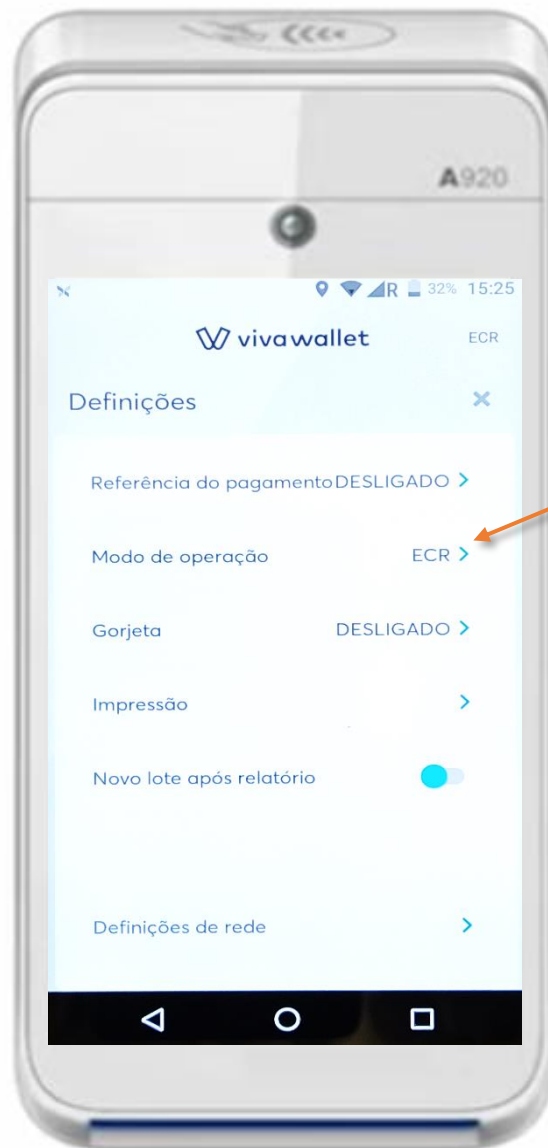 A920
R 32% 15:25
vivawallet ECR
Definições
Referência do pagamento DESLIGADO
Modo de operação ECR
Gorjeta DESLIGADO
Impressão
Novo lote após relatório
Definições de rede